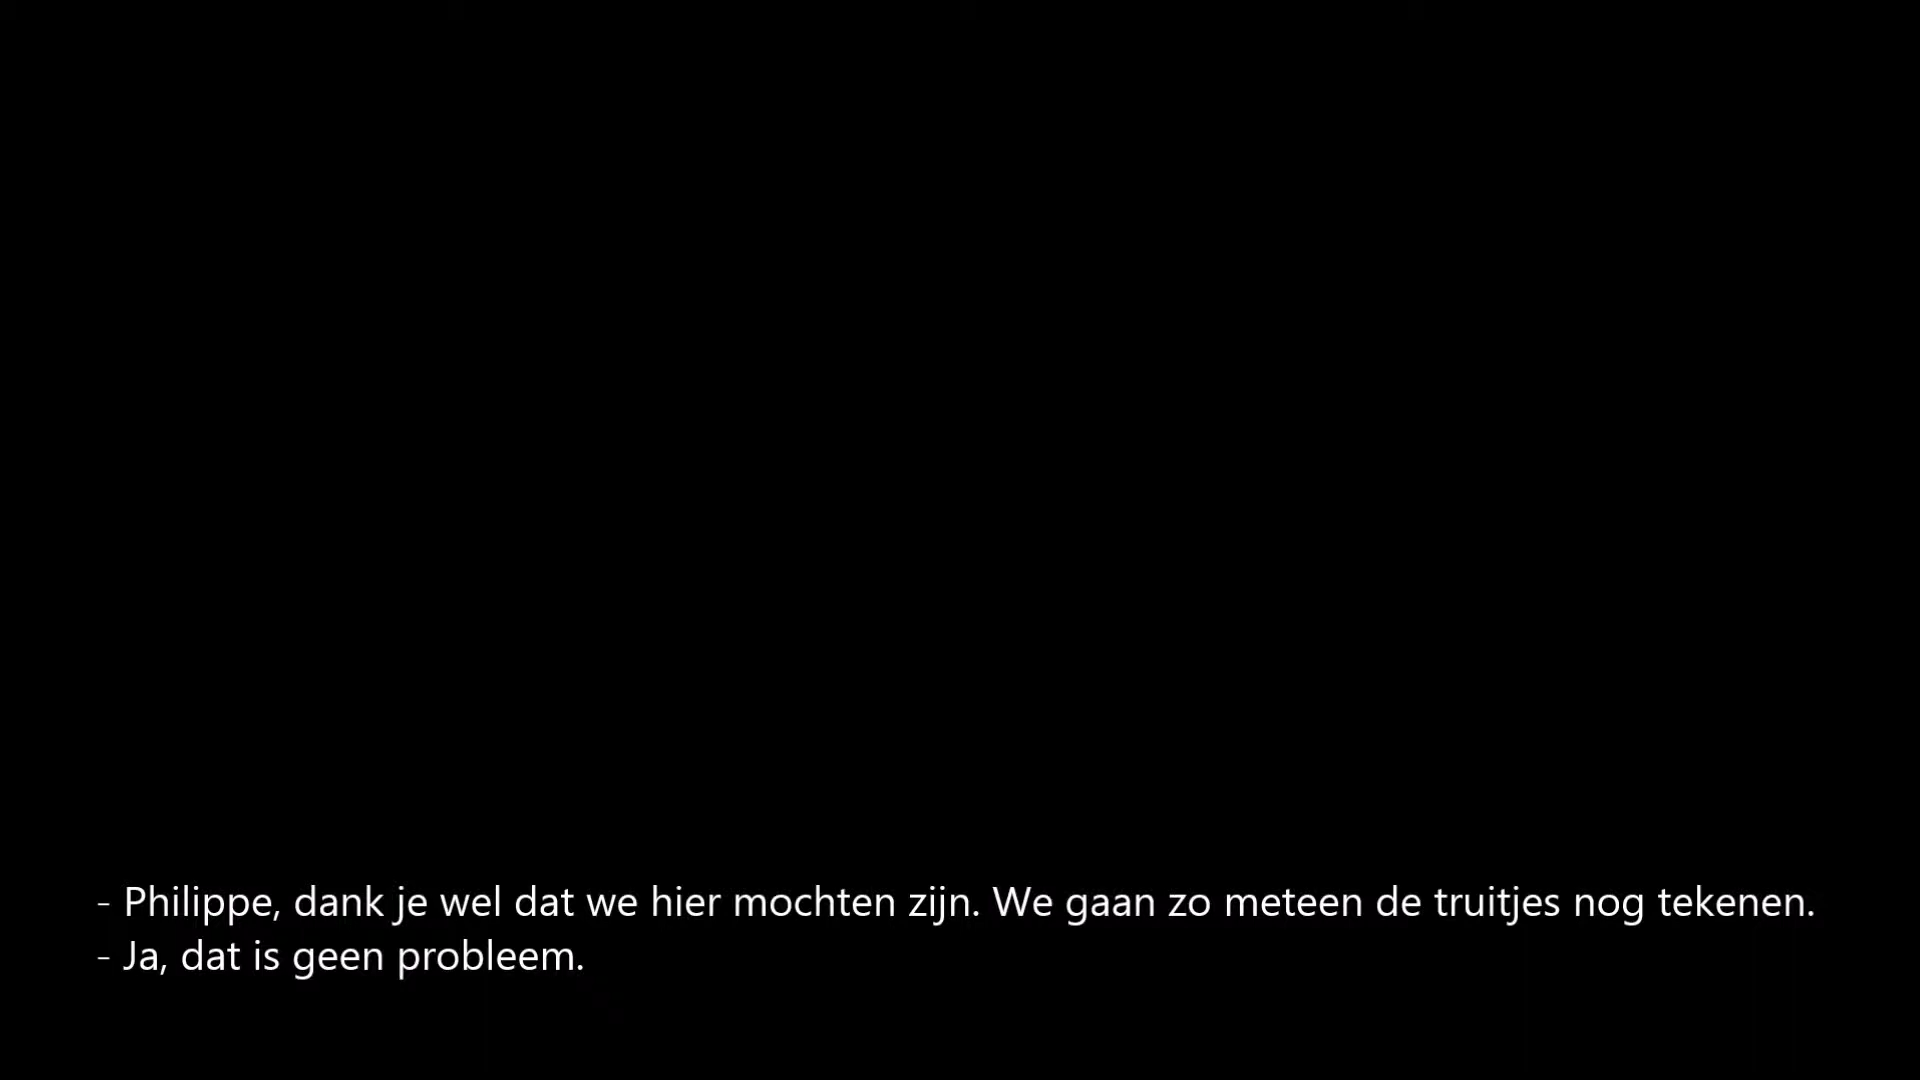 - Philippe, dank je wel dat we hier mochten zijn. We gaan zo meteen de truitjes nog tekenen.
- Ja, dat is geen probleem.